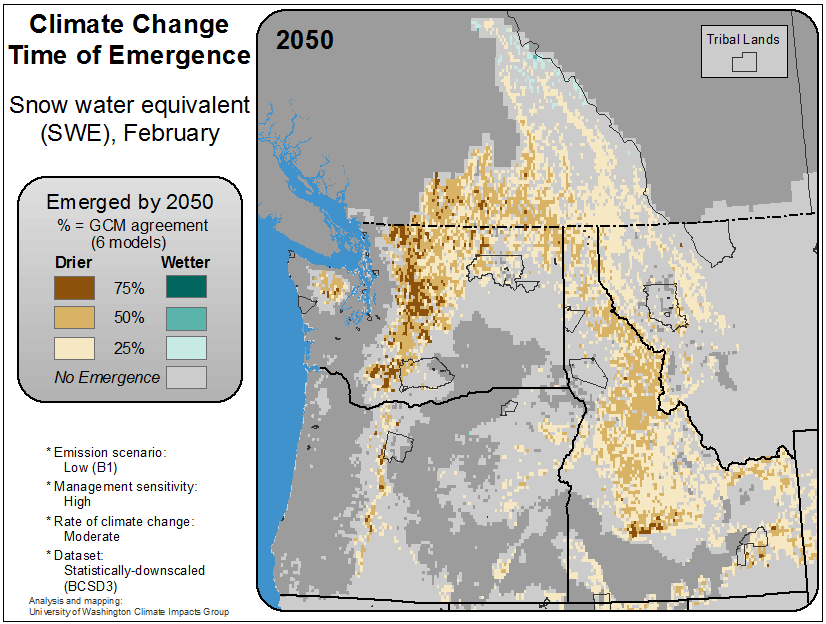 Climate Change
Time of Emergence
Snow water equivalent
(SWE), February
Emerged by 2050
% = GCM agreement
(6 models)
Drier Wetter
75%
50%
25%
No Emergence
* Emission scenario:
Low (B1)
* Management sensitivity:
High
* Rate of climate change:
Moderate
* Dataset:
Statistically-downscaled
(BCSD3)
Analysis and mapping:
University of Washington Climate Impacts Group
2050
Tribal Lands